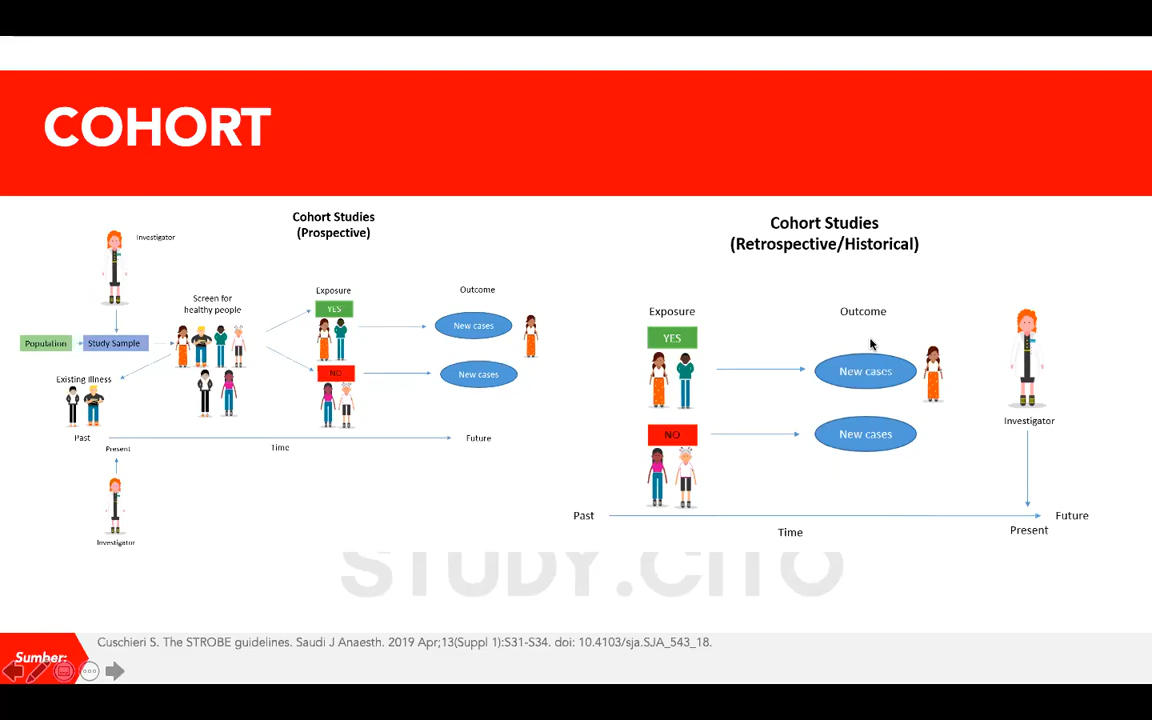 COHORT
Cohort Studies
(Prospective)
Investigator
Screen for
healthy people
Exposure
YES
Outcome
New cases
Population
Study Sample
NO
New cases
Existing Illness
Past
Present
Time
Future
Investigator
Cohort Studies
(Retrospective/Historical)
Exposure
YES
Outcome
New cases
NO
New cases
Investigator
Past
Time
Present
Future
STUDY.CITO
Cuschieri S. The STROBE guidelines. Saudi J Anaesth. 2019 Apr;13(Suppl 1):S31-S34. doi: 10.4103/sja.SJA_543_18.
Sumber: